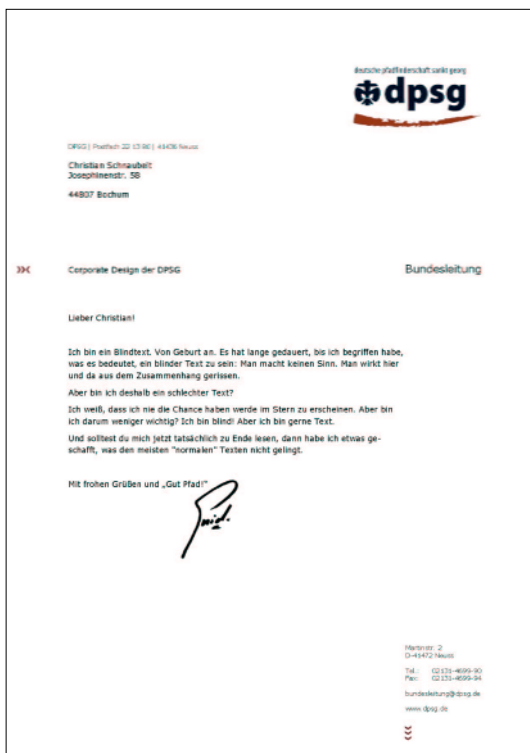 deutsche pfadfinderschaft sankt georg
dpsg
DPSG | Postfach 22 13 80 | 41436 Neuss
Christian Schnaubelt
Josephinenstr. 58
44807 Bochum
Corporate Design der DPSG
Bundesleitung
Lieber Christian!
Ich bin ein Blindtext. Von Geburt an. Es hat lange gedauert, bis ich begriffen habe,
was es bedeutet, ein blinder Text zu sein: Man macht keinen Sinn. Man wirkt hier
und da aus dem Zusammenhang gerissen.
Aber bin ich deshalb ein schlechter Text?
Ich weiß, dass ich nie die Chance haben werde im Stern zu erscheinen. Aber bin
ich darum weniger wichtig? Ich bin blind! Aber ich bin gerne Text.
Und solltest du mich jetzt tatsächlich zu Ende lesen, dann habe ich etwas ge-
schafft, was den meisten "normalen" Texten nicht gelingt.
Mit frohen Grüßen und „Gut Pfad!"
Martinstr. 2
D-41472 Neuss
Tel.: 02131-4699-90
Fax: 02131-4699-94
bundesleitung@dpsg.de
www.dpsg.de